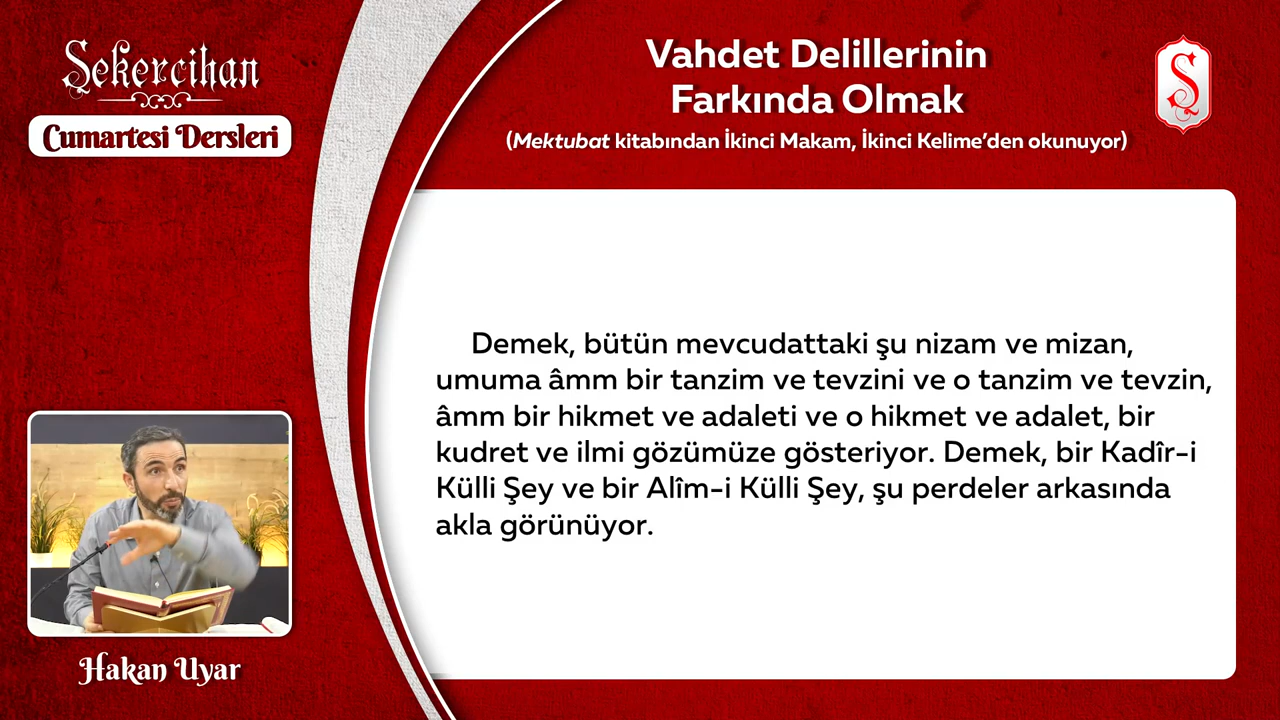 Şekercihan
Cumartesi Dersleri
Vahdet Delillerinin
Farkında Olmak
(Mektubat kitabından İkinci Makam, İkinci Kelime’den okunuyor)
Ş
Demek, bütün mevcudattaki şu nizam ve mizan,
umuma âmm bir tanzim ve tevzini ve o tanzim ve tevzin,
âmm bir hikmet ve adaleti ve o hikmet ve adalet, bir
kudret ve ilmi gözümüze gösteriyor. Demek, bir Kadîr-i
Külli Şey ve bir Alîm-i Külli Şey, şu perdeler arkasında
akla görünüyor.
Hakan Uyar